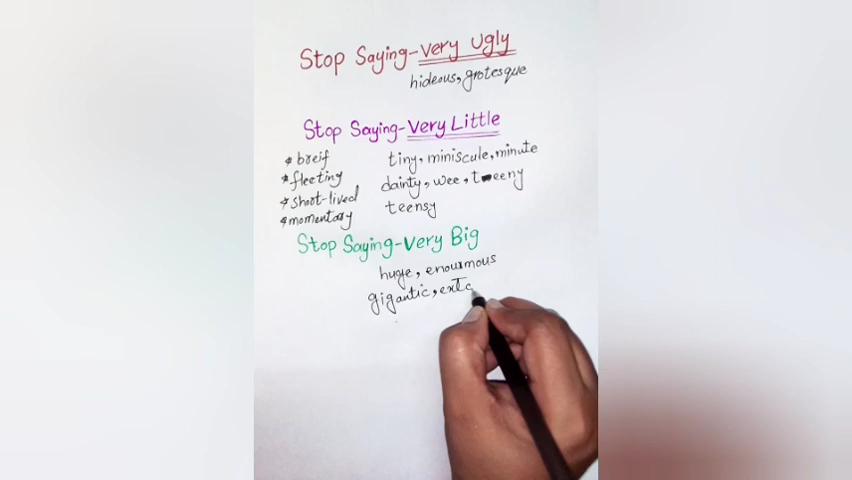 Stop Saying-Very Ugly
hideous, grotesque
Stop Saying-Very Little
* breif
* fleeting
* short-lived
* momentary
tiny, miniscule, minute
dainty, wee, teeny
teensy
Stop Saying-Very Big
huge, enourmous
gigantic,